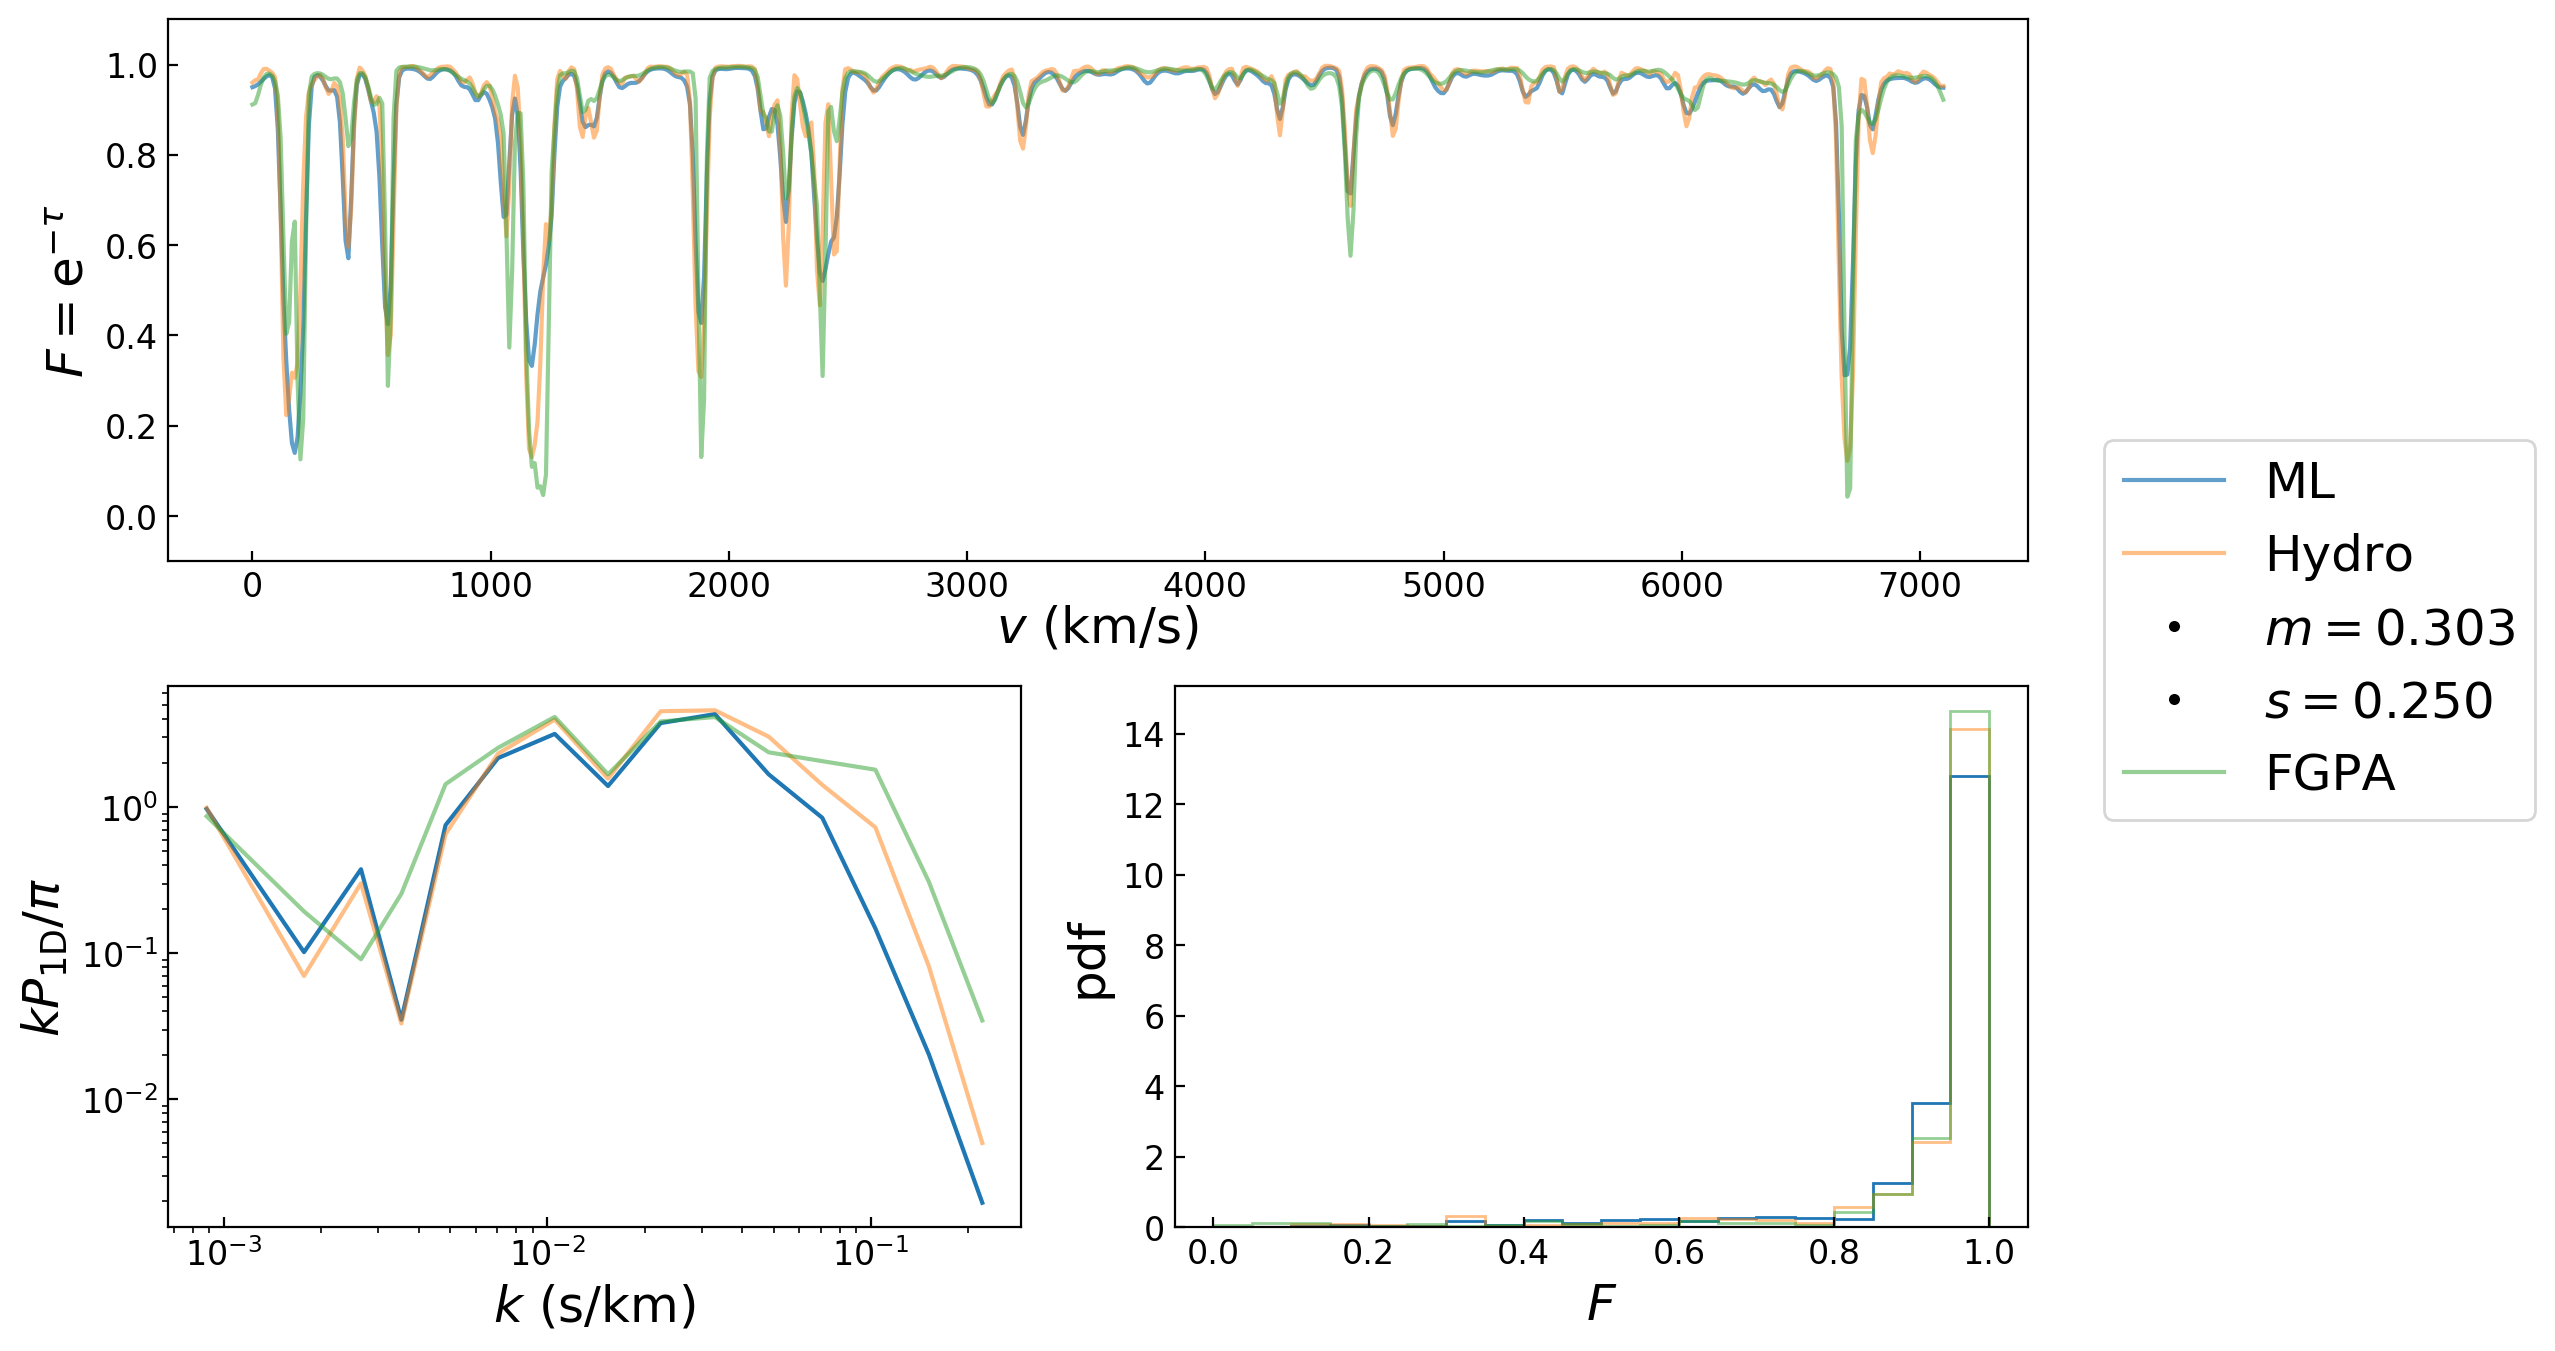 1.0
0.8
0.6
0.4
0.2
0.0
F = e^{−τ}
0 1000 2000 3000 4000 5000 6000 7000
v (km/s)
ML
Hydro
m = 0.303
s = 0.250
FGPA
10^0
10^{−1}
10^{−2}
kP_{1D}/π
10^{−3} 10^{−2} 10^{−1}
k (s/km)
14
12
10
8
6
4
2
0
pdf
0.0 0.2 0.4 0.6 0.8 1.0
F